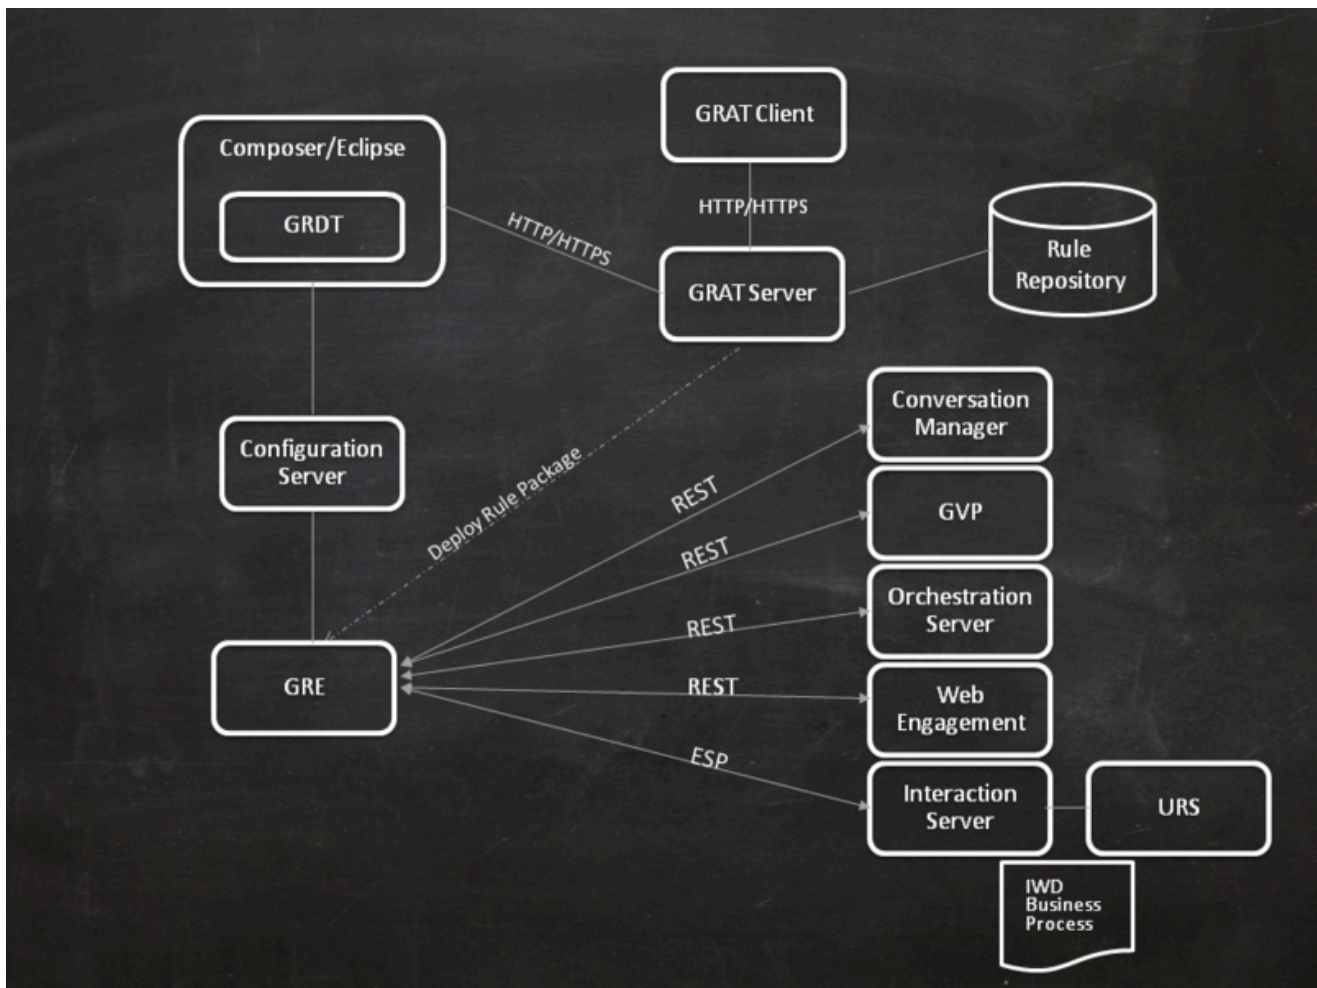 GRAT Client
Composer/Eclipse
GRDT
HTTP/HTTPS
HTTP/HTTPS
GRAT Server
Rule
Repository
Conversation
Manager
Configuration
Server
Deploy Rule Package
REST
GVP
REST
Orchestration
Server
REST
GRE
REST
Web
Engagement
ESP
Interaction
Server
URS
IWD
Business
Process